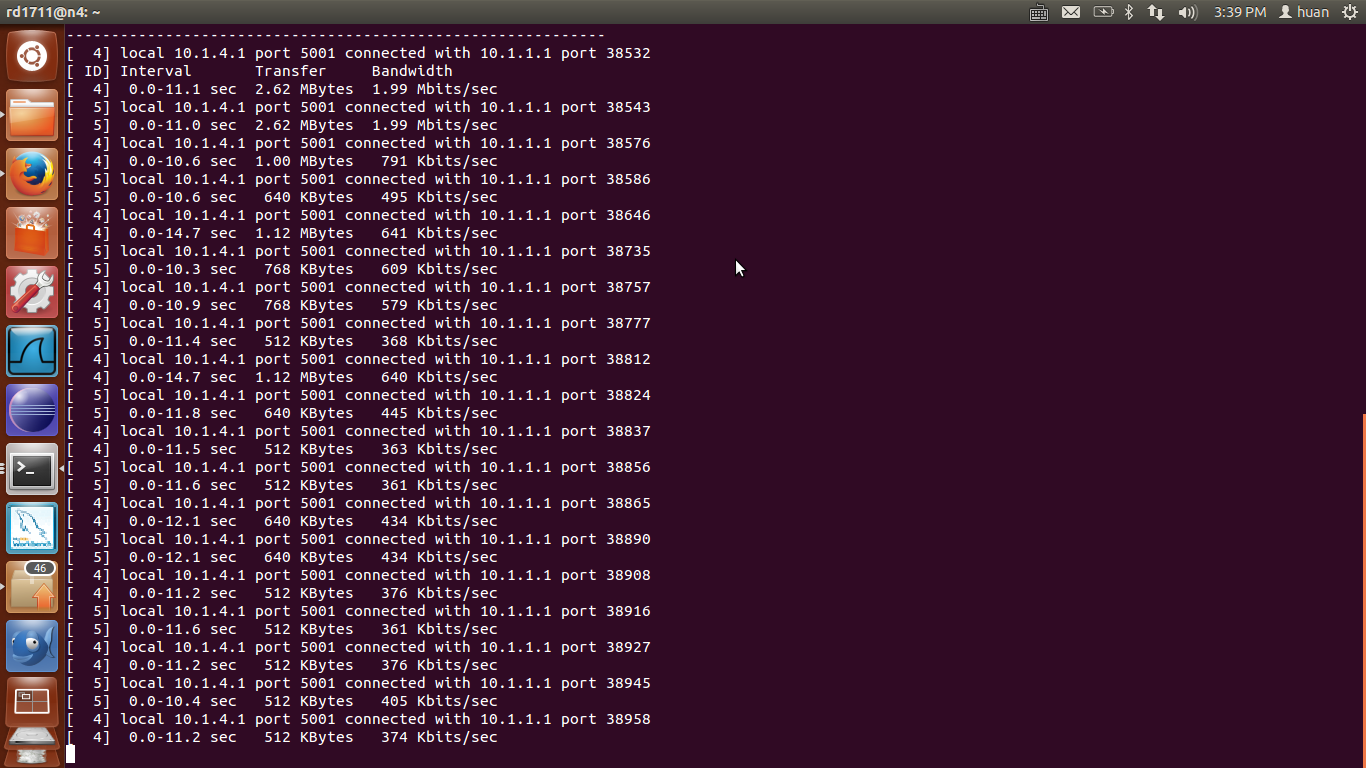 rd1711@n4: ~
3:39 PM
huan
------------------------------------------------------------
[  4] local 10.1.4.1 port 5001 connected with 10.1.1.1 port 38532
[ ID] Interval       Transfer     Bandwidth
[  4]  0.0-11.1 sec  2.62 MBytes  1.99 Mbits/sec
[  5] local 10.1.4.1 port 5001 connected with 10.1.1.1 port 38543
[  5]  0.0-11.0 sec  2.62 MBytes  1.99 Mbits/sec
[  4] local 10.1.4.1 port 5001 connected with 10.1.1.1 port 38576
[  4]  0.0-10.6 sec  1.00 MBytes   791 Kbits/sec
[  5] local 10.1.4.1 port 5001 connected with 10.1.1.1 port 38586
[  5]  0.0-10.6 sec   640 KBytes   495 Kbits/sec
[  4] local 10.1.4.1 port 5001 connected with 10.1.1.1 port 38646
[  4]  0.0-14.7 sec  1.12 MBytes   641 Kbits/sec
[  5] local 10.1.4.1 port 5001 connected with 10.1.1.1 port 38735
[  5]  0.0-10.3 sec   768 KBytes   609 Kbits/sec
[  4] local 10.1.4.1 port 5001 connected with 10.1.1.1 port 38757
[  4]  0.0-10.9 sec   768 KBytes   579 Kbits/sec
[  5] local 10.1.4.1 port 5001 connected with 10.1.1.1 port 38777
[  5]  0.0-11.4 sec   512 KBytes   368 Kbits/sec
[  4] local 10.1.4.1 port 5001 connected with 10.1.1.1 port 38812
[  4]  0.0-14.7 sec  1.12 MBytes   640 Kbits/sec
[  5] local 10.1.4.1 port 5001 connected with 10.1.1.1 port 38824
[  5]  0.0-11.8 sec   640 KBytes   445 Kbits/sec
[  4] local 10.1.4.1 port 5001 connected with 10.1.1.1 port 38837
[  4]  0.0-11.5 sec   512 KBytes   363 Kbits/sec
[  5] local 10.1.4.1 port 5001 connected with 10.1.1.1 port 38856
[  5]  0.0-11.6 sec   512 KBytes   361 Kbits/sec
[  4] local 10.1.4.1 port 5001 connected with 10.1.1.1 port 38865
[  4]  0.0-12.1 sec   640 KBytes   434 Kbits/sec
[  5] local 10.1.4.1 port 5001 connected with 10.1.1.1 port 38890
[  5]  0.0-12.1 sec   640 KBytes   434 Kbits/sec
[  4] local 10.1.4.1 port 5001 connected with 10.1.1.1 port 38908
[  4]  0.0-11.2 sec   512 KBytes   376 Kbits/sec
[  5] local 10.1.4.1 port 5001 connected with 10.1.1.1 port 38916
[  5]  0.0-11.6 sec   512 KBytes   361 Kbits/sec
[  4] local 10.1.4.1 port 5001 connected with 10.1.1.1 port 38927
[  4]  0.0-11.2 sec   512 KBytes   376 Kbits/sec
[  5] local 10.1.4.1 port 5001 connected with 10.1.1.1 port 38945
[  5]  0.0-10.4 sec   512 KBytes   405 Kbits/sec
[  4] local 10.1.4.1 port 5001 connected with 10.1.1.1 port 38958
[  4]  0.0-11.2 sec   512 KBytes   374 Kbits/sec
>_
WorkBench
46